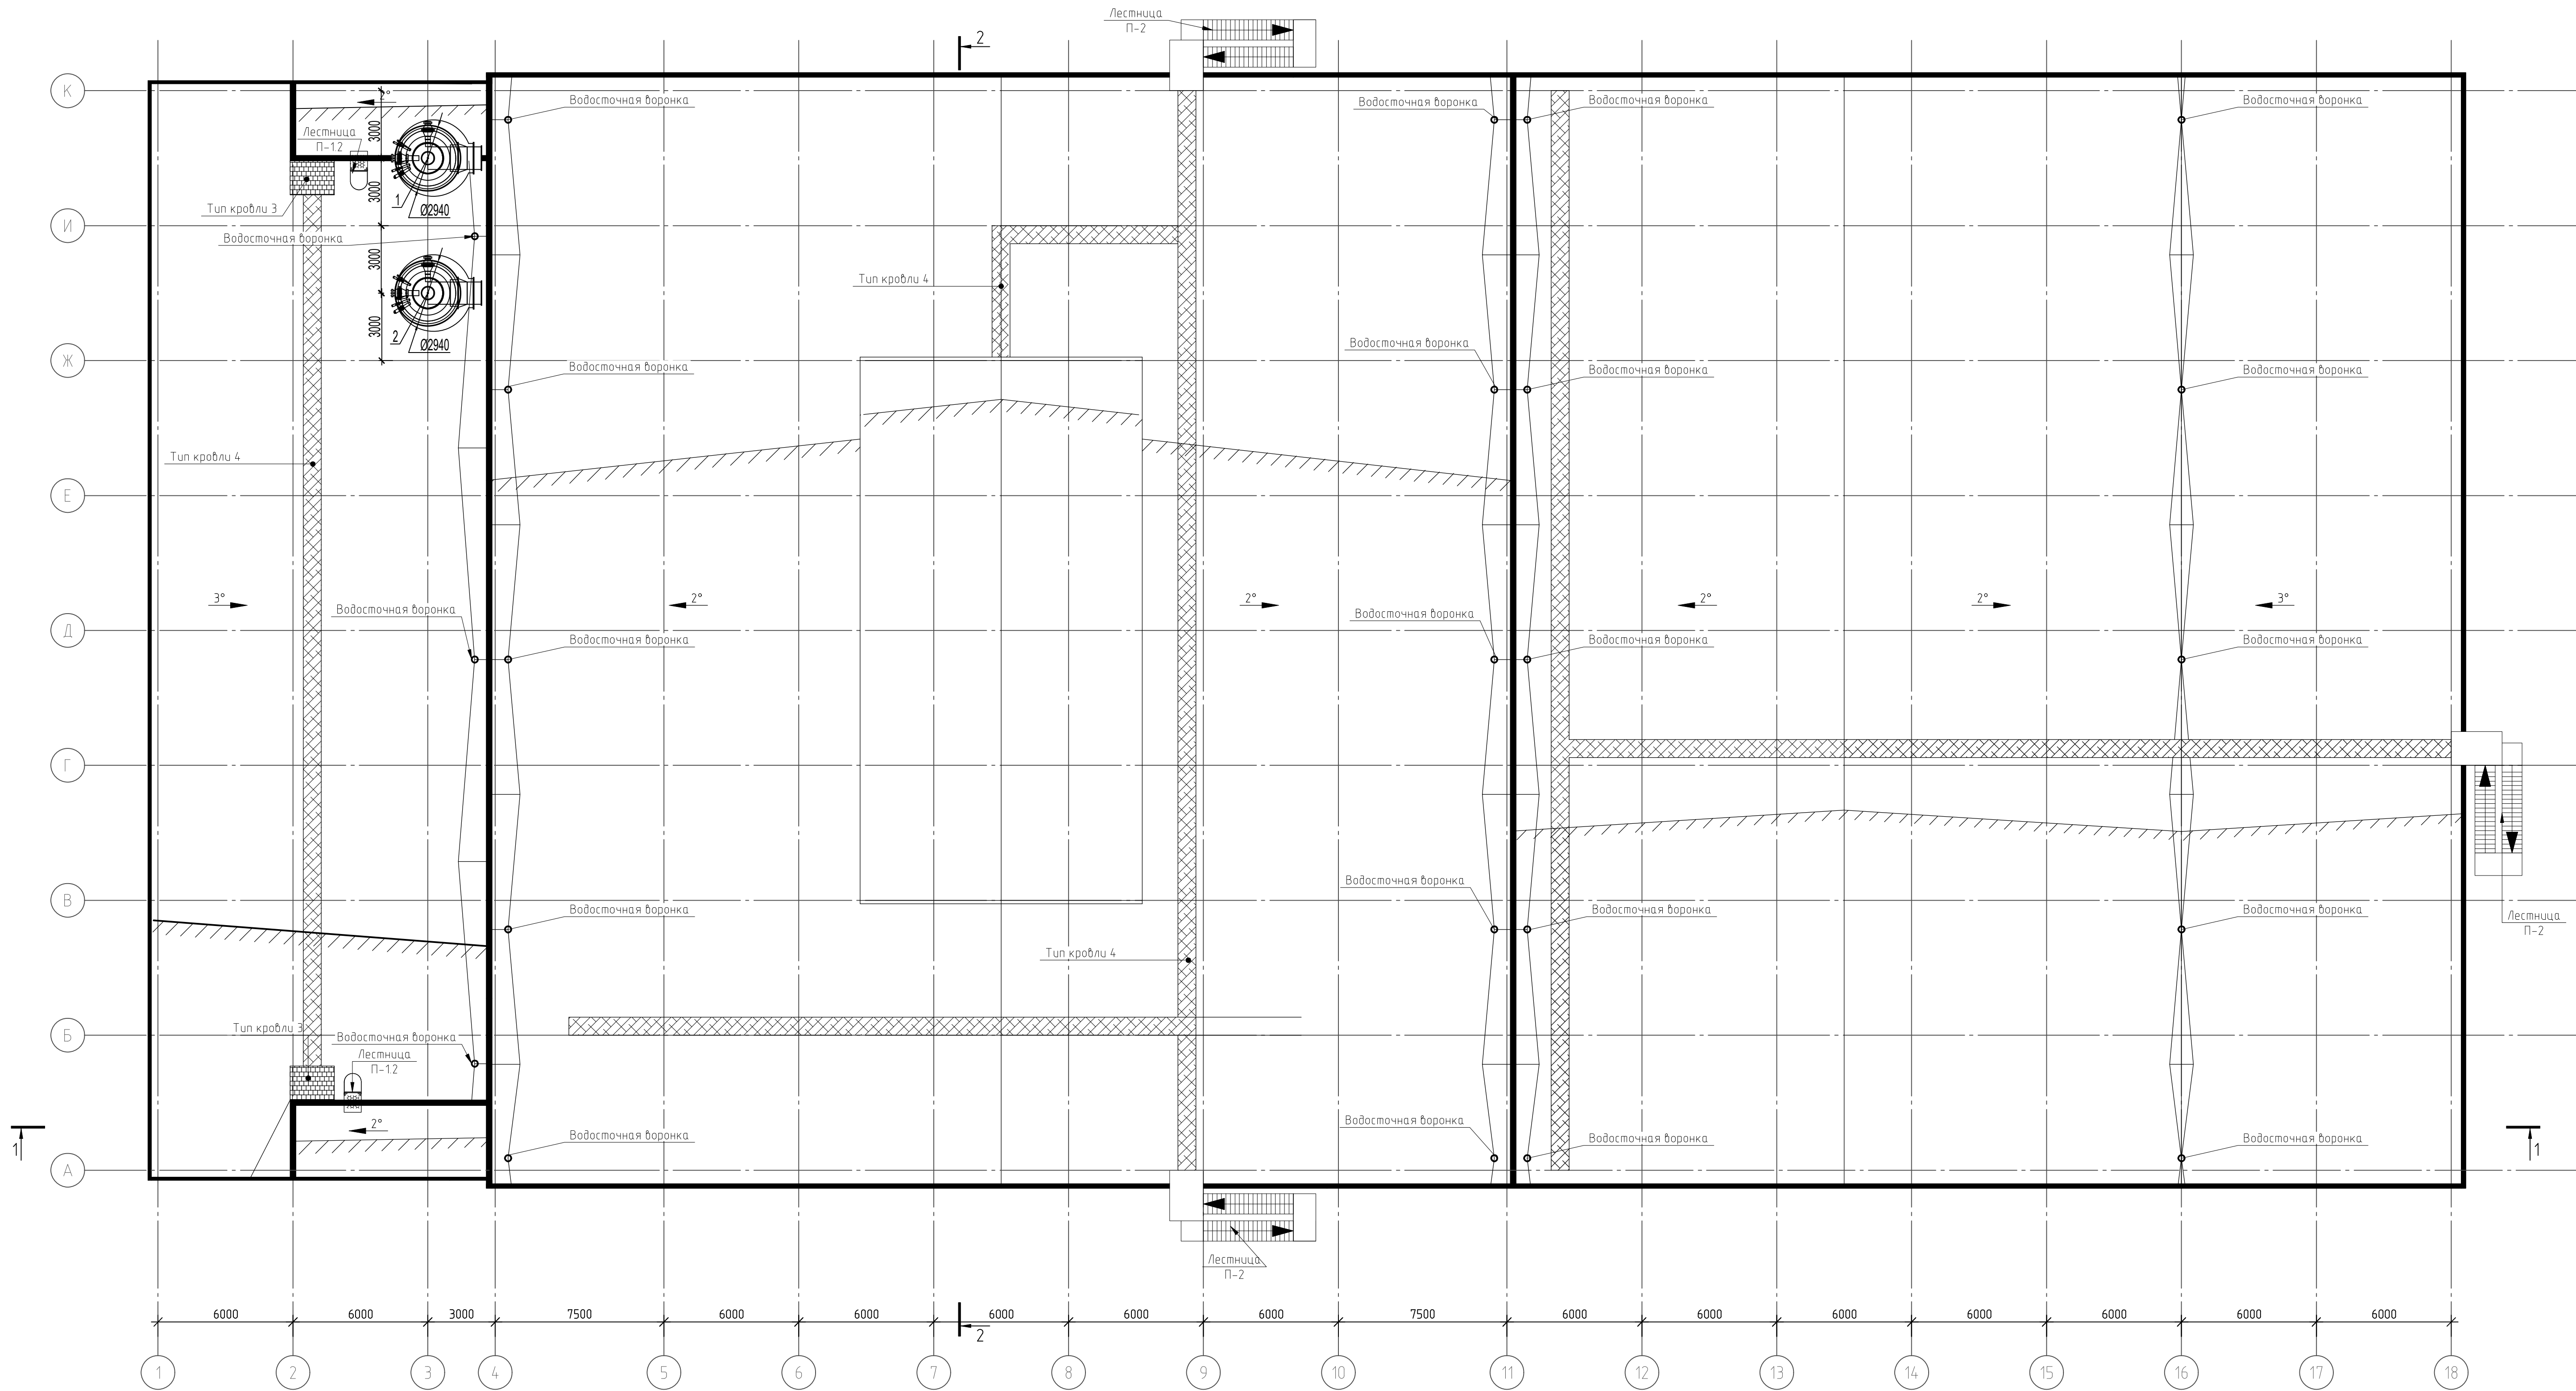 Лестница
П-2
2
К
2°
Водосточная воронка
Водосточная воронка
Водосточная воронка
Водосточная воронка
3000
Лестница
П-1.2
3000
1
Ø2940
Тип кровли 3
И
Водосточная воронка
3000
Тип кровли 4
3000
2
Ø2940
Ж
Водосточная воронка
Водосточная воронка
Водосточная воронка
Водосточная воронка
Тип кровли 4
Е
3°
2°
2°
2°
2°
3°
Водосточная воронка
Водосточная воронка
Водосточная воронка
Водосточная воронка
Водосточная воронка
Д
Г
Водосточная воронка
Водосточная воронка
Водосточная воронка
Водосточная воронка
В
Лестница
П-2
Тип кровли 4
Тип кровли 3
Б
Водосточная воронка
Лестница
П-1.2
2°
Водосточная воронка
Водосточная воронка
Водосточная воронка
Водосточная воронка
1
1
А
Лестница
П-2
6000
6000
3000
7500
6000
6000
6000
6000
6000
7500
6000
6000
6000
6000
6000
6000
6000
2
1
2
3
4
5
6
7
8
9
10
11
12
13
14
15
16
17
18